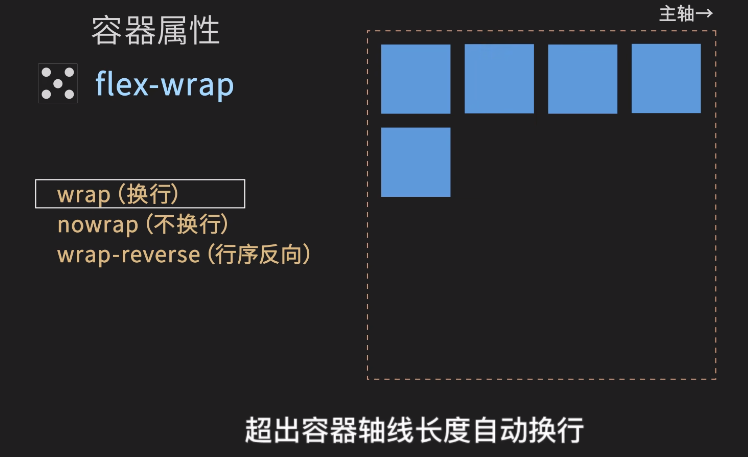 主轴→
容器属性
flex-wrap
wrap（换行）
nowrap（不换行）
wrap-reverse（行序反向）
超出容器轴线长度自动换行